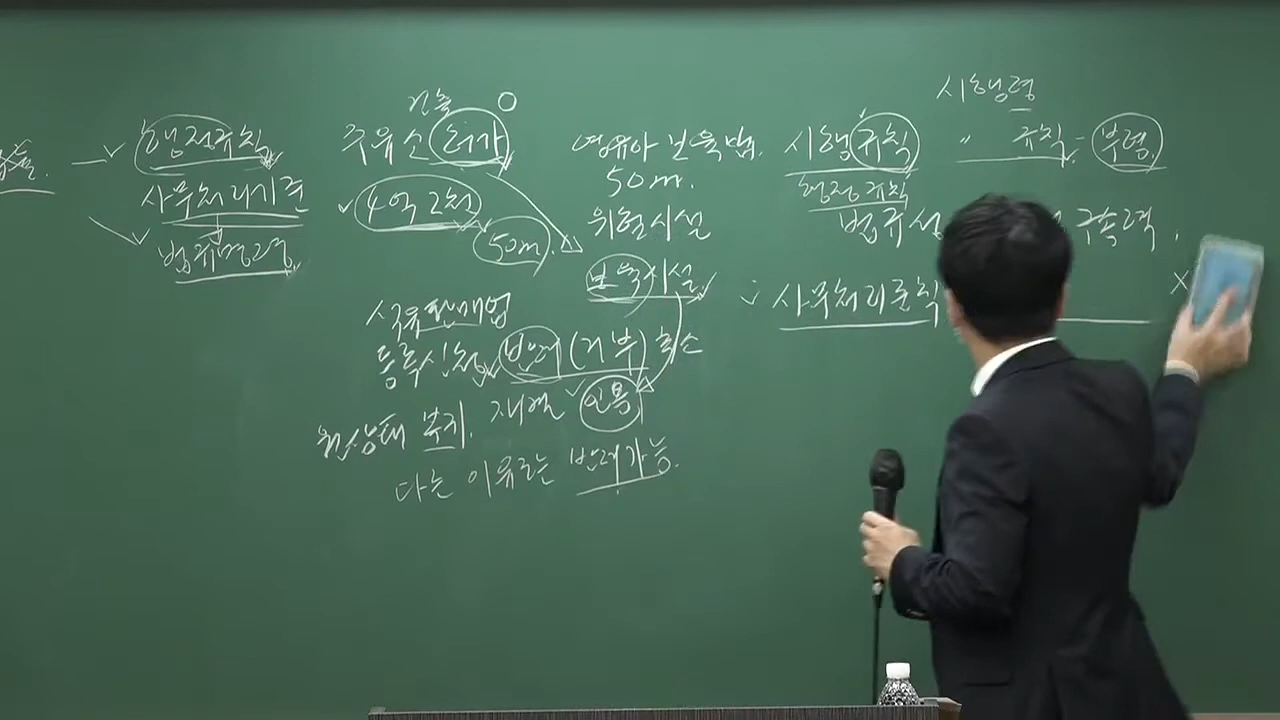 행정규칙
사무처리기준
법규명령
건축
주유소 허가
4억 2천
50m
석유판매업
등록신청 반려 (거부) 취소
원상태 복귀. 재결 인용
다른 이유로는 반려가능.
영유아 보육법.
50m.
위험시설
보육시설
시행규칙
행정규칙
법규성
사무처리준칙
시행령
" 규칙 = 부령.
구속력.
X